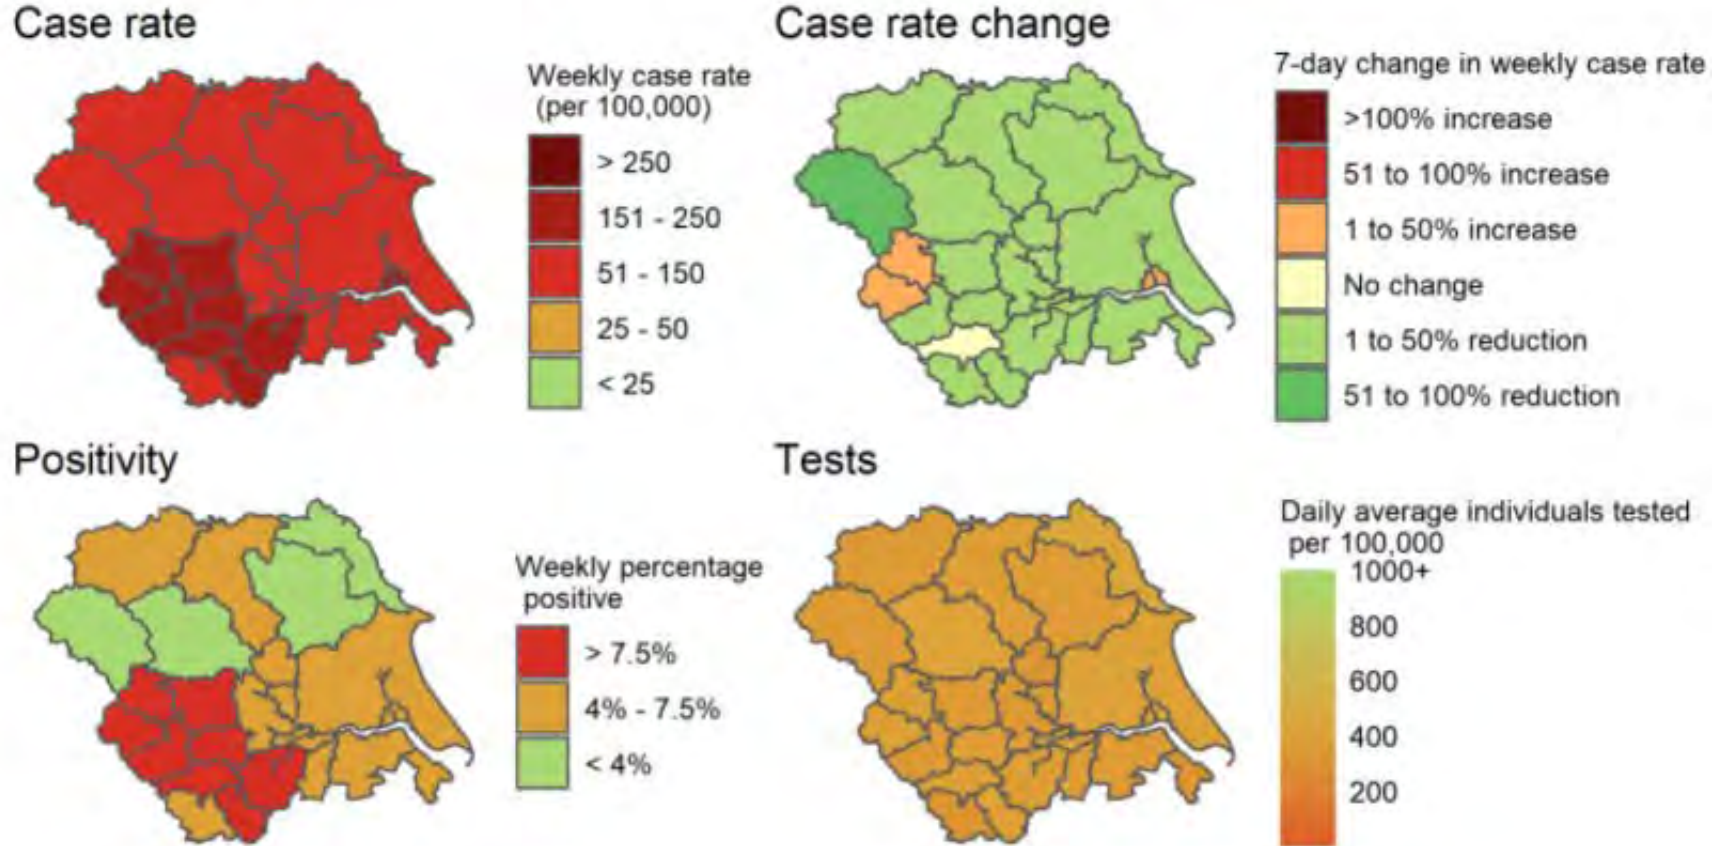 Case rate
Weekly case rate
(per 100,000)
> 250
151 - 250
51 - 150
25 - 50
< 25
Case rate change
7-day change in weekly case rate
>100% increase
51 to 100% increase
1 to 50% increase
No change
1 to 50% reduction
51 to 100% reduction
Positivity
Weekly percentage
positive
> 7.5%
4% - 7.5%
< 4%
Tests
Daily average individuals tested
per 100,000
1000+
800
600
400
200